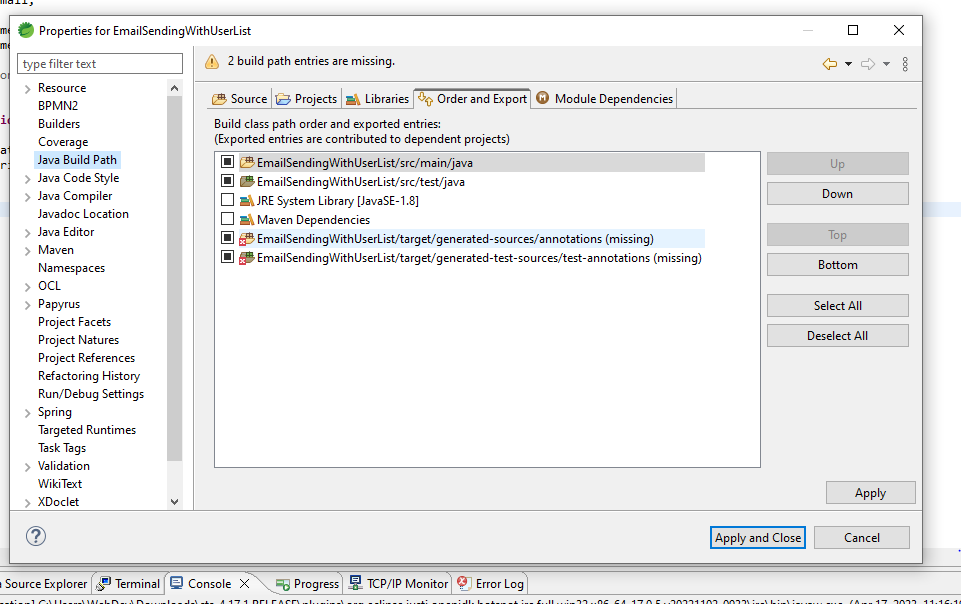 mail;
Properties for EmailSendingWithUserList
type filter text
2 build path entries are missing.
Resource
BPMN2
Builders
Coverage
Java Build Path
Java Code Style
Java Compiler
Javadoc Location
Java Editor
Maven
Namespaces
OCL
Papyrus
Project Facets
Project Natures
Project References
Refactoring History
Run/Debug Settings
Spring
Targeted Runtimes
Task Tags
Validation
WikiText
XDoclet
Source Projects Libraries Order and Export Module Dependencies
Build class path order and exported entries:
(Exported entries are contributed to dependent projects)
EmailSendingWithUserList/src/main/java
EmailSendingWithUserList/src/test/java
JRE System Library [JavaSE-1.8]
Maven Dependencies
EmailSendingWithUserList/target/generated-sources/annotations (missing)
EmailSendingWithUserList/target/generated-test-sources/test-annotations (missing)
Up
Down
Top
Bottom
Select All
Deselect All
Apply
?
Apply and Close Cancel
Source Explorer Terminal Console Progress TCP/IP Monitor Error Log